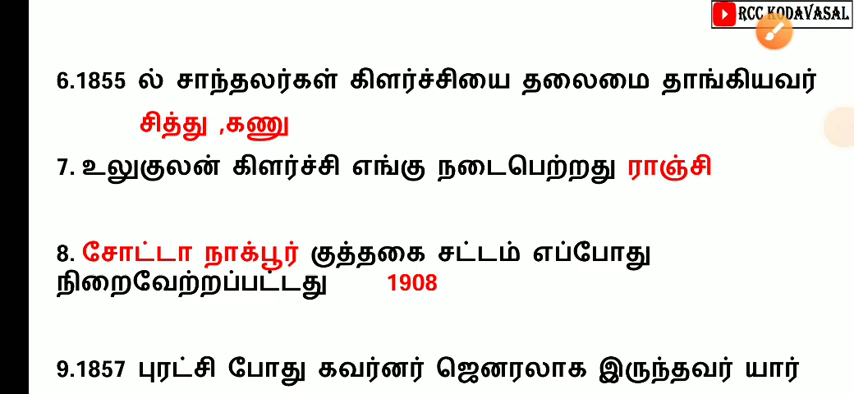 RCC KODAVASAL
6.1855 ல் சாந்தலர்கள் கிளர்ச்சியை தலைமை தாங்கியவர்
சித்து ,கணு
7. உலுகுலன் கிளர்ச்சி எங்கு நடைபெற்றது ராஞ்சி
8. சோட்டா நாக்பூர் குத்தகை சட்டம் எப்போது
நிறைவேற்றப்பட்டது 1908
9.1857 புரட்சி போது கவர்னர் ஜெனரலாக இருந்தவர் யார்